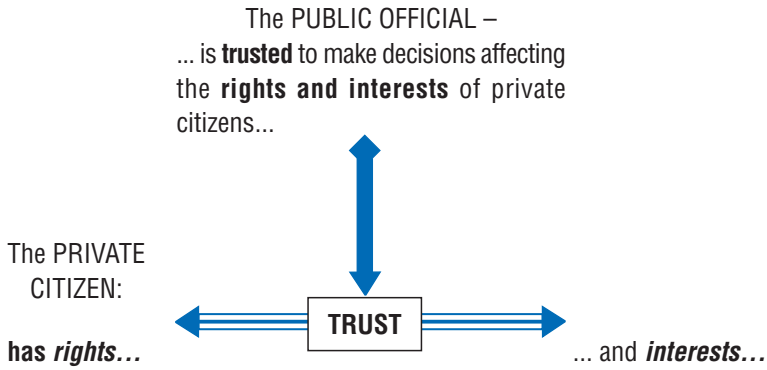 The PUBLIC OFFICIAL –
... is trusted to make decisions affecting
the rights and interests of private
citizens...
The PRIVATE
CITIZEN:
TRUST
has rights...
... and interests...